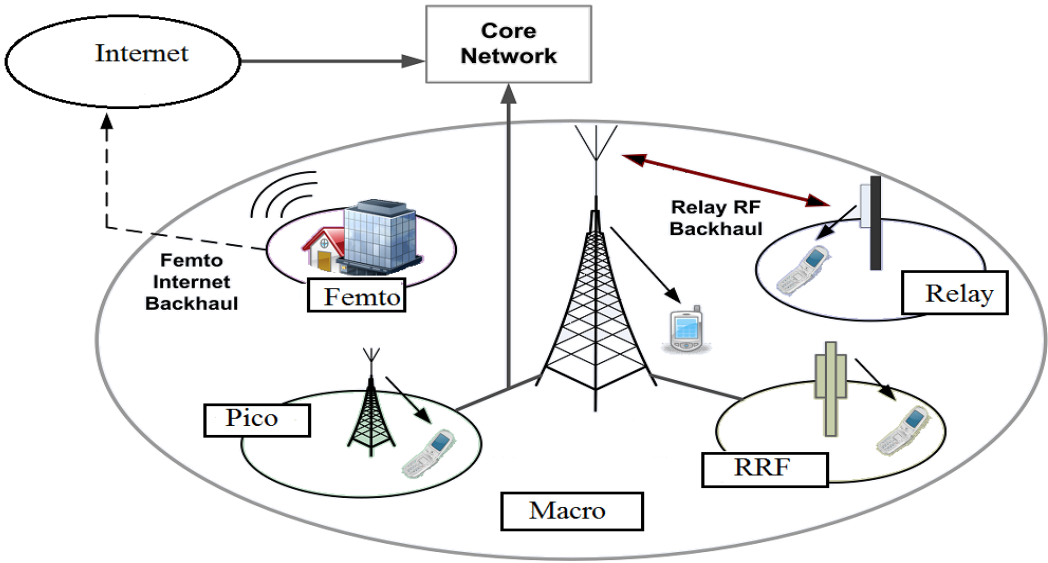 Internet
Core
Network
Relay RF
Backhaul
Femto
Internet
Backhaul
Femto
Relay
Pico
RRF
Macro